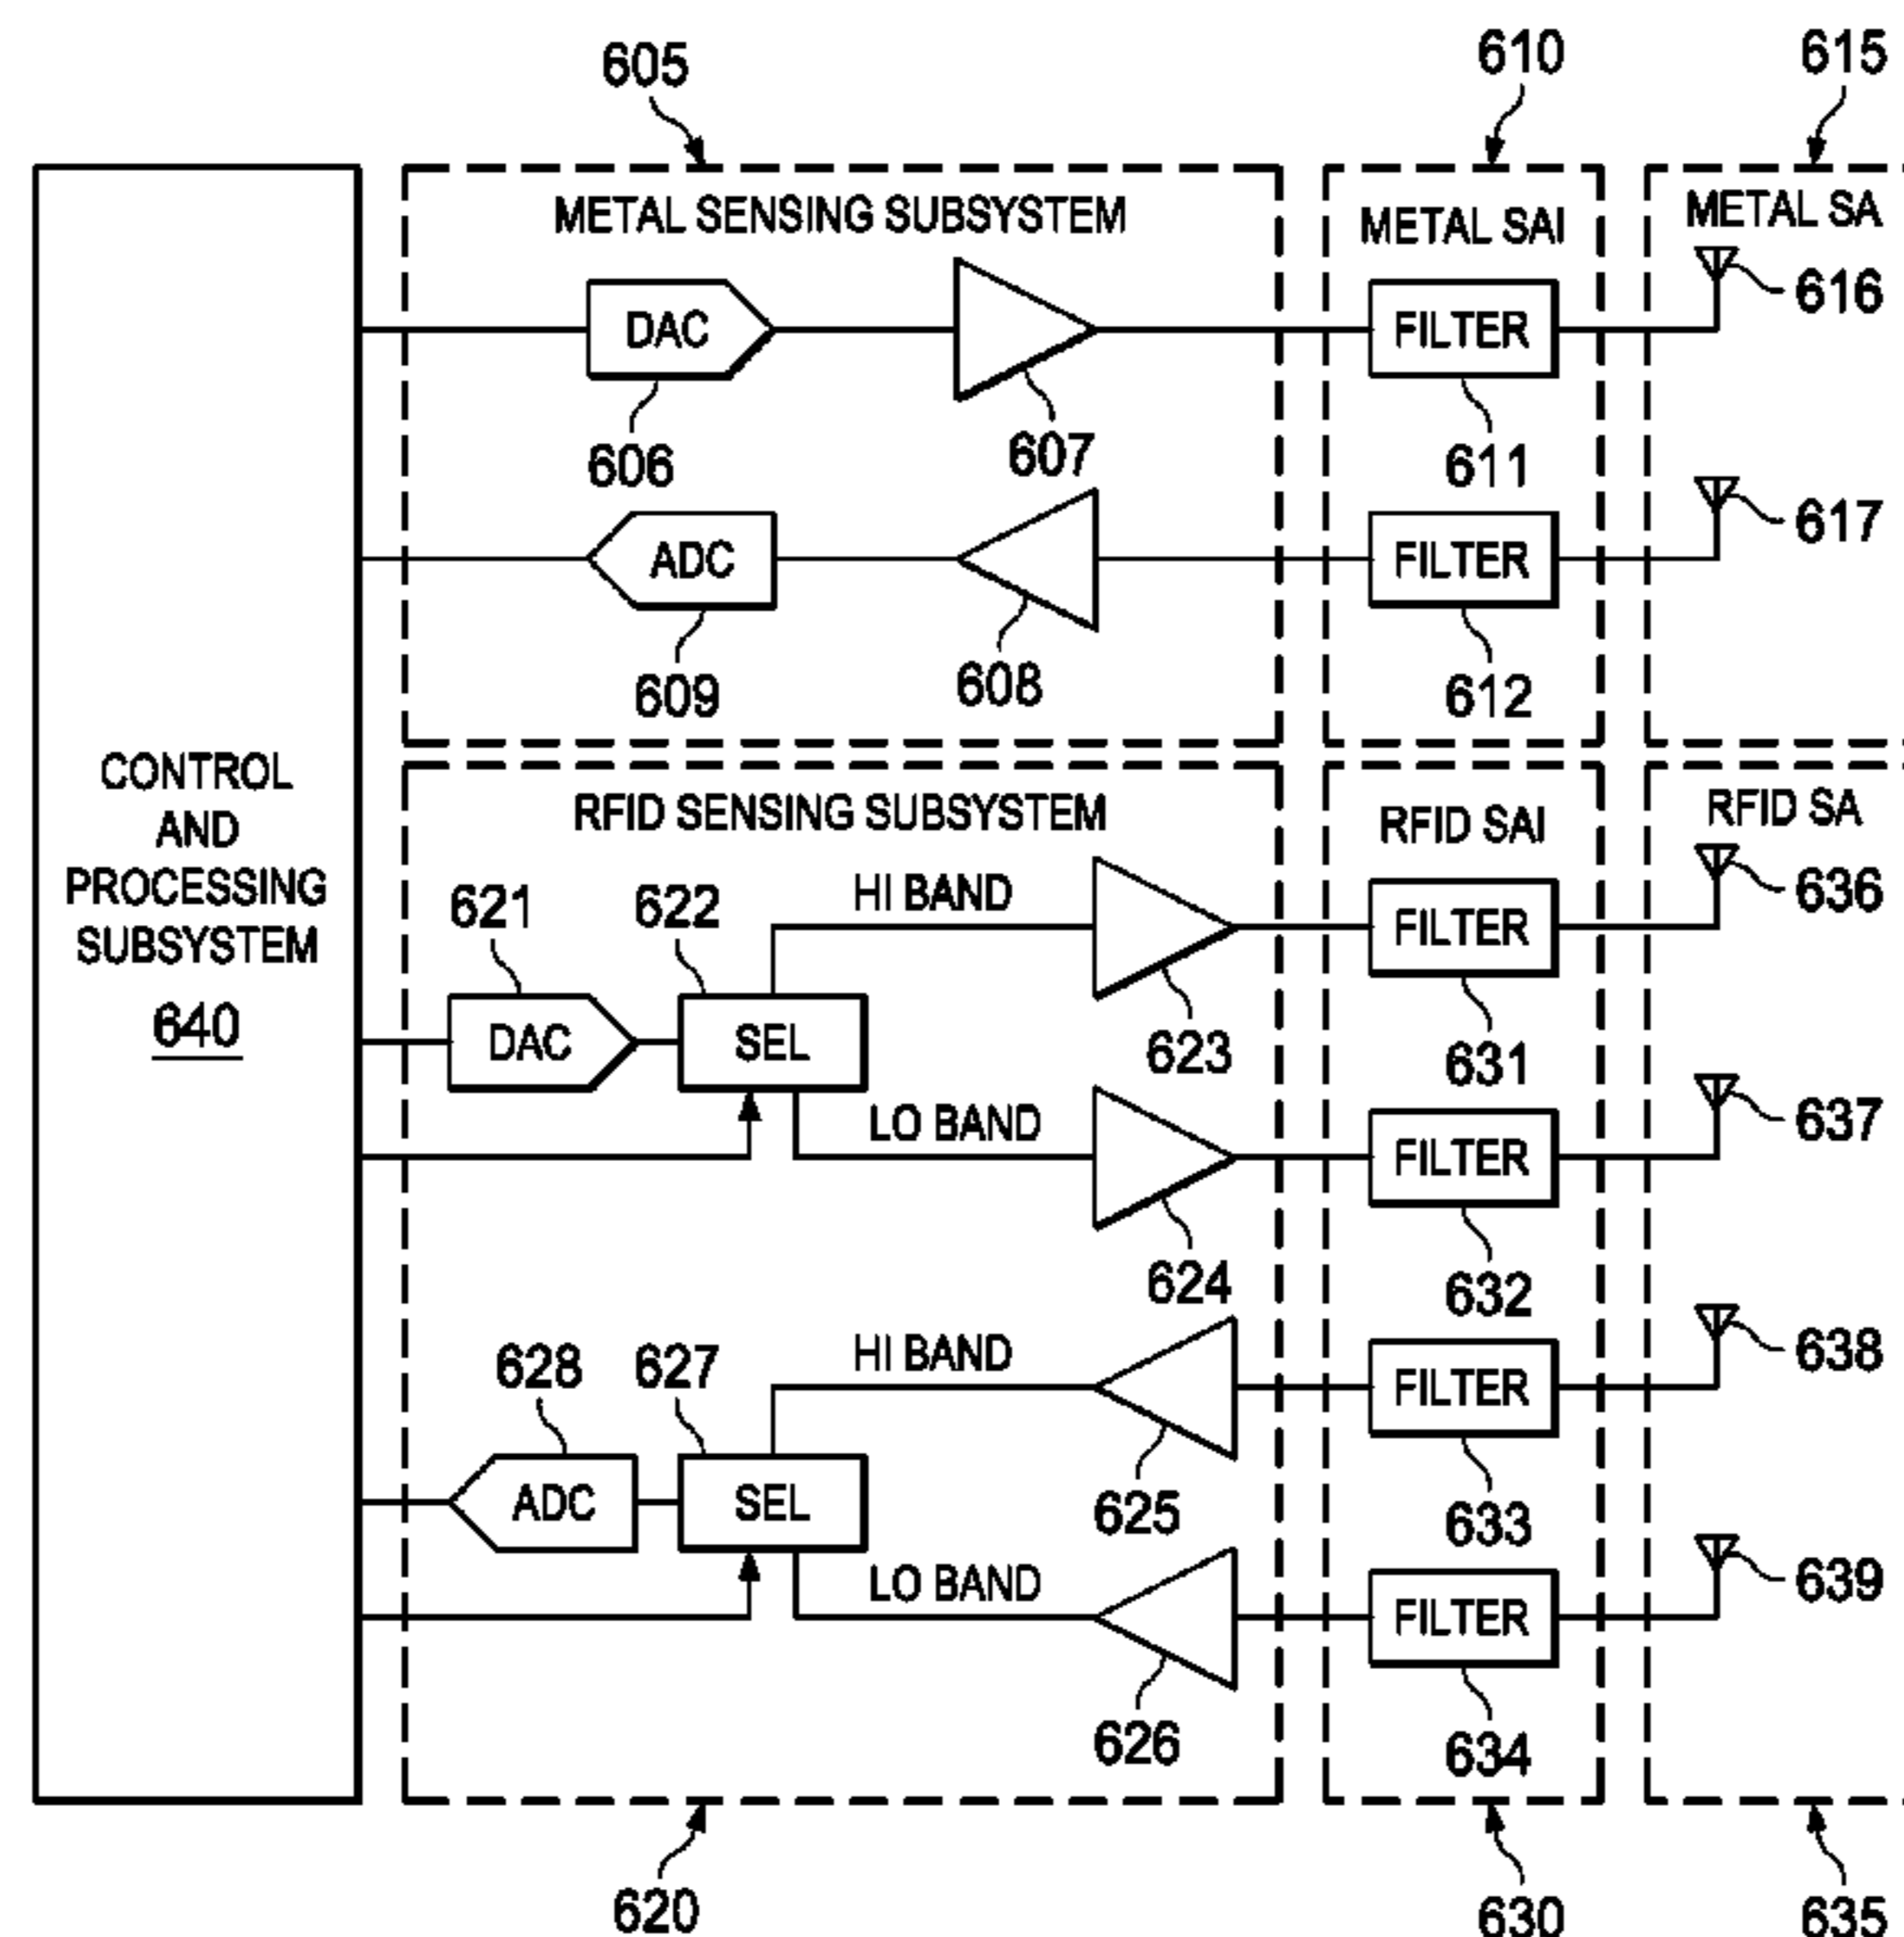 605
610
615
METAL SENSING SUBSYSTEM
METAL SAI
METAL SA
DAC
FILTER
616
606
607
611
ADC
FILTER
617
609
608
612
CONTROL
AND
PROCESSING
SUBSYSTEM
640
RFID SENSING SUBSYSTEM
RFID SAI
RFID SA
621
622
HI BAND
FILTER
636
DAC
SEL
623
631
LO BAND
FILTER
637
624
632
628
627
HI BAND
FILTER
638
ADC
SEL
625
633
LO BAND
FILTER
639
626
634
620
630
635